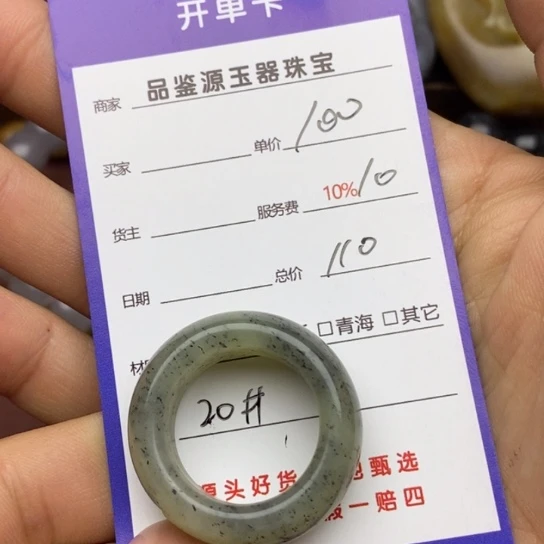 开单卡
商家 品鉴源玉器珠宝
买家 单价 100
货主 服务费 10% 10
日期 总价 110
□青海 □其它
20#
源头好货 甄选
一赔四